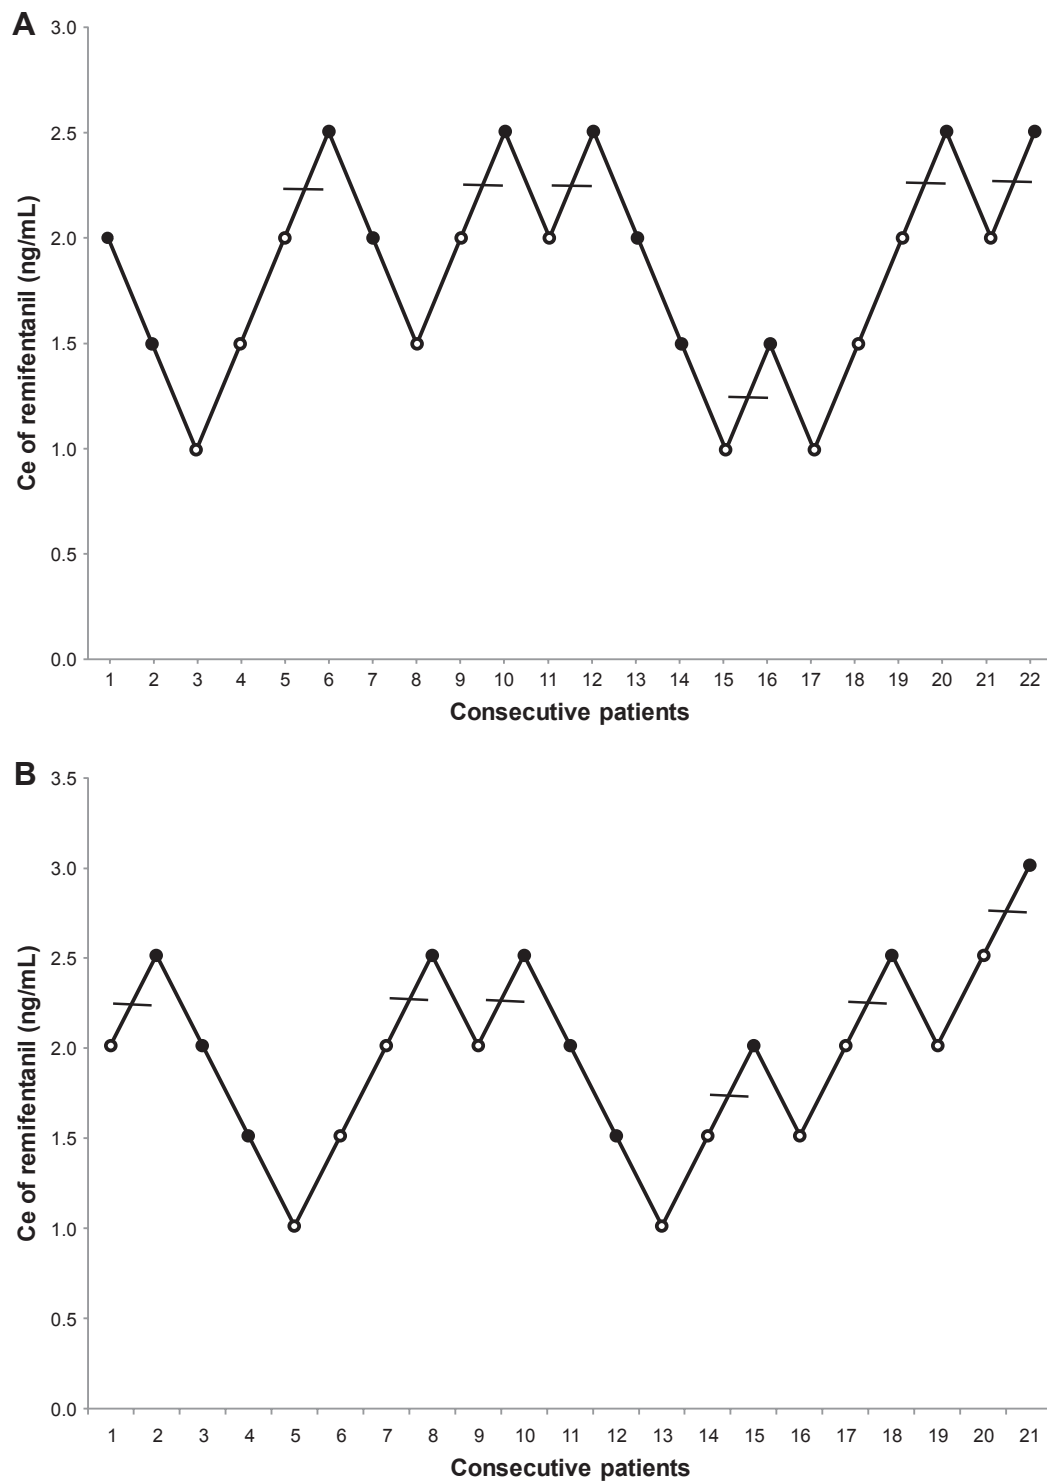 A
3.0
2.5
2.0
1.5
1.0
0.5
0.0
Ce of remifentanil (ng/mL)
1 2 3 4 5 6 7 8 9 10 11 12 13 14 15 16 17 18 19 20 21 22
Consecutive patients
B
3.5
3.0
2.5
2.0
1.5
1.0
0.5
0.0
Ce of remifentanil (ng/mL)
1 2 3 4 5 6 7 8 9 10 11 12 13 14 15 16 17 18 19 20 21
Consecutive patients